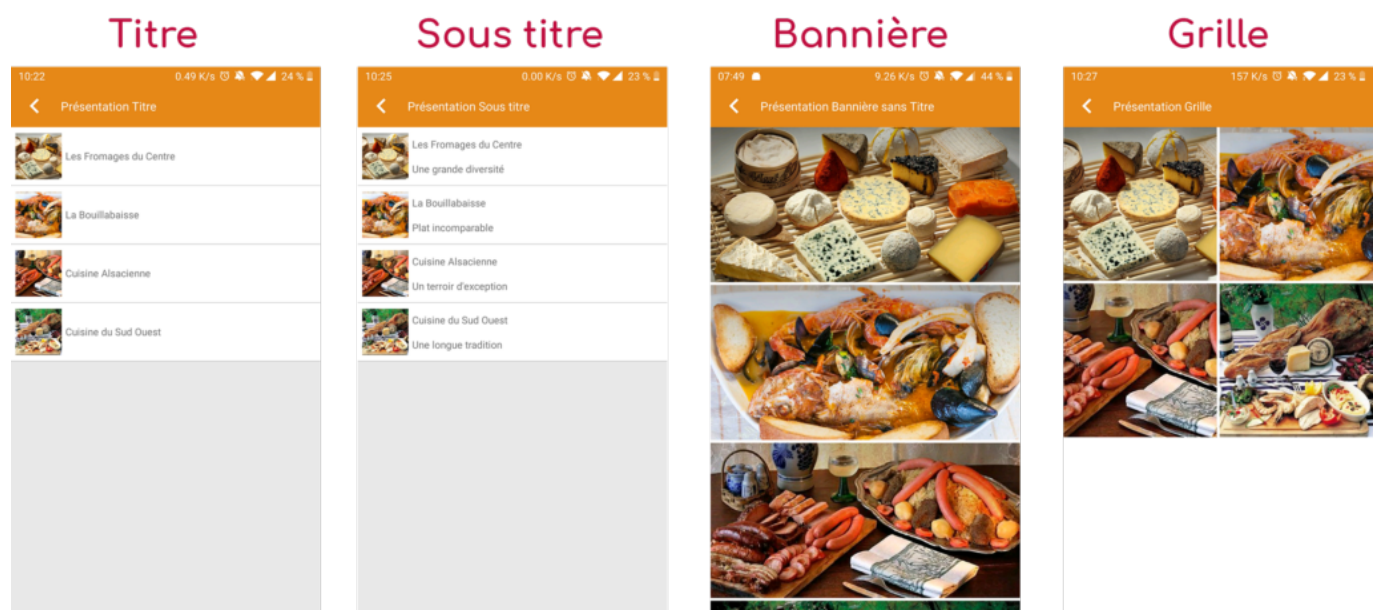 Titre
Sous titre
Bannière
Grille
10:22 0.49 K/s 24 %
Présentation Titre
Les Fromages du Centre
La Bouillabaisse
Cuisine Alsacienne
Cuisine du Sud Ouest
10:25 0.00 K/s 23 %
Présentation Sous titre
Les Fromages du Centre
Une grande diversité
La Bouillabaisse
Plat incomparable
Cuisine Alsacienne
Un terroir d'exception
Cuisine du Sud Ouest
Une longue tradition
07:49 9.26 K/s 44 %
Présentation Bannière sans Titre
10:27 157 K/s 23 %
Présentation Grille